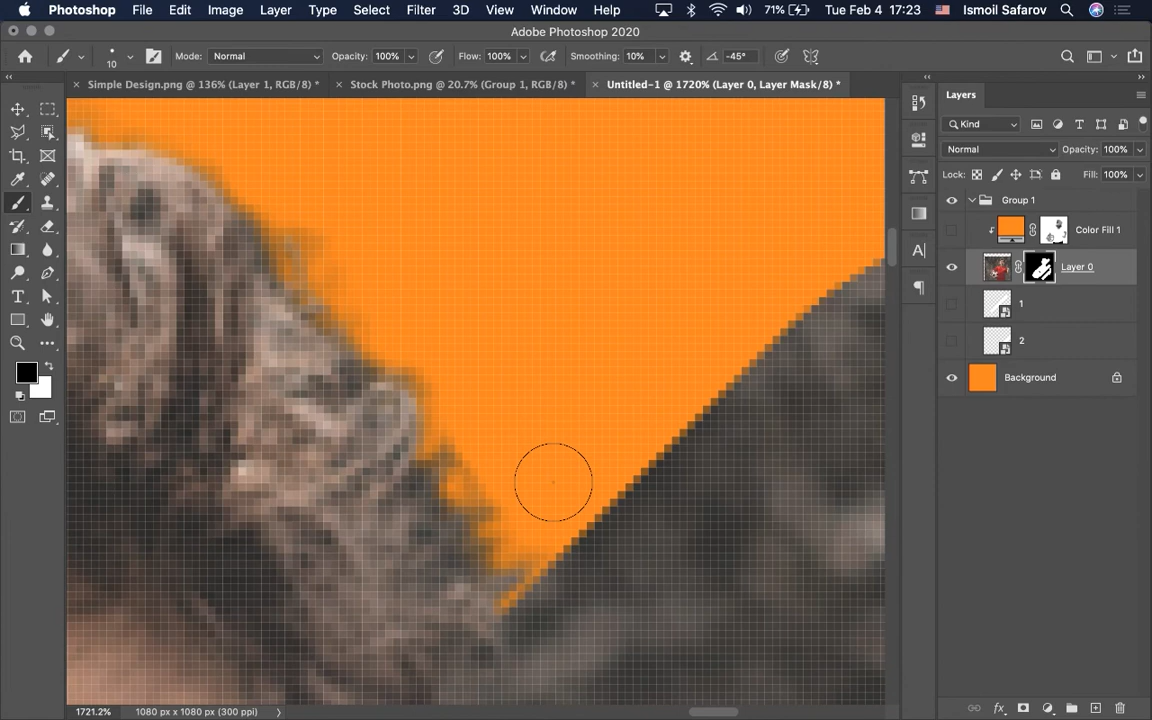 Photoshop File Edit Image Layer Type Select Filter 3D View Window Help 71% Tue Feb 4 17:23 Ismoil Safarov
Adobe Photoshop 2020
10 Mode: Normal Opacity: 100% Flow: 100% Smoothing: 10% -45°
Simple Design.png @ 136% (Layer 1, RGB/8) * Stock Photo.png @ 20.7% (Group 1, RGB/8) * Untitled-1 @ 1720% (Layer 0, Layer Mask/8) *
Layers
Kind
Normal Opacity: 100%
Lock: Fill: 100%
Group 1
Color Fill 1
Layer 0
1
2
Background
1721.2% 1080 px x 1080 px (300 ppi)